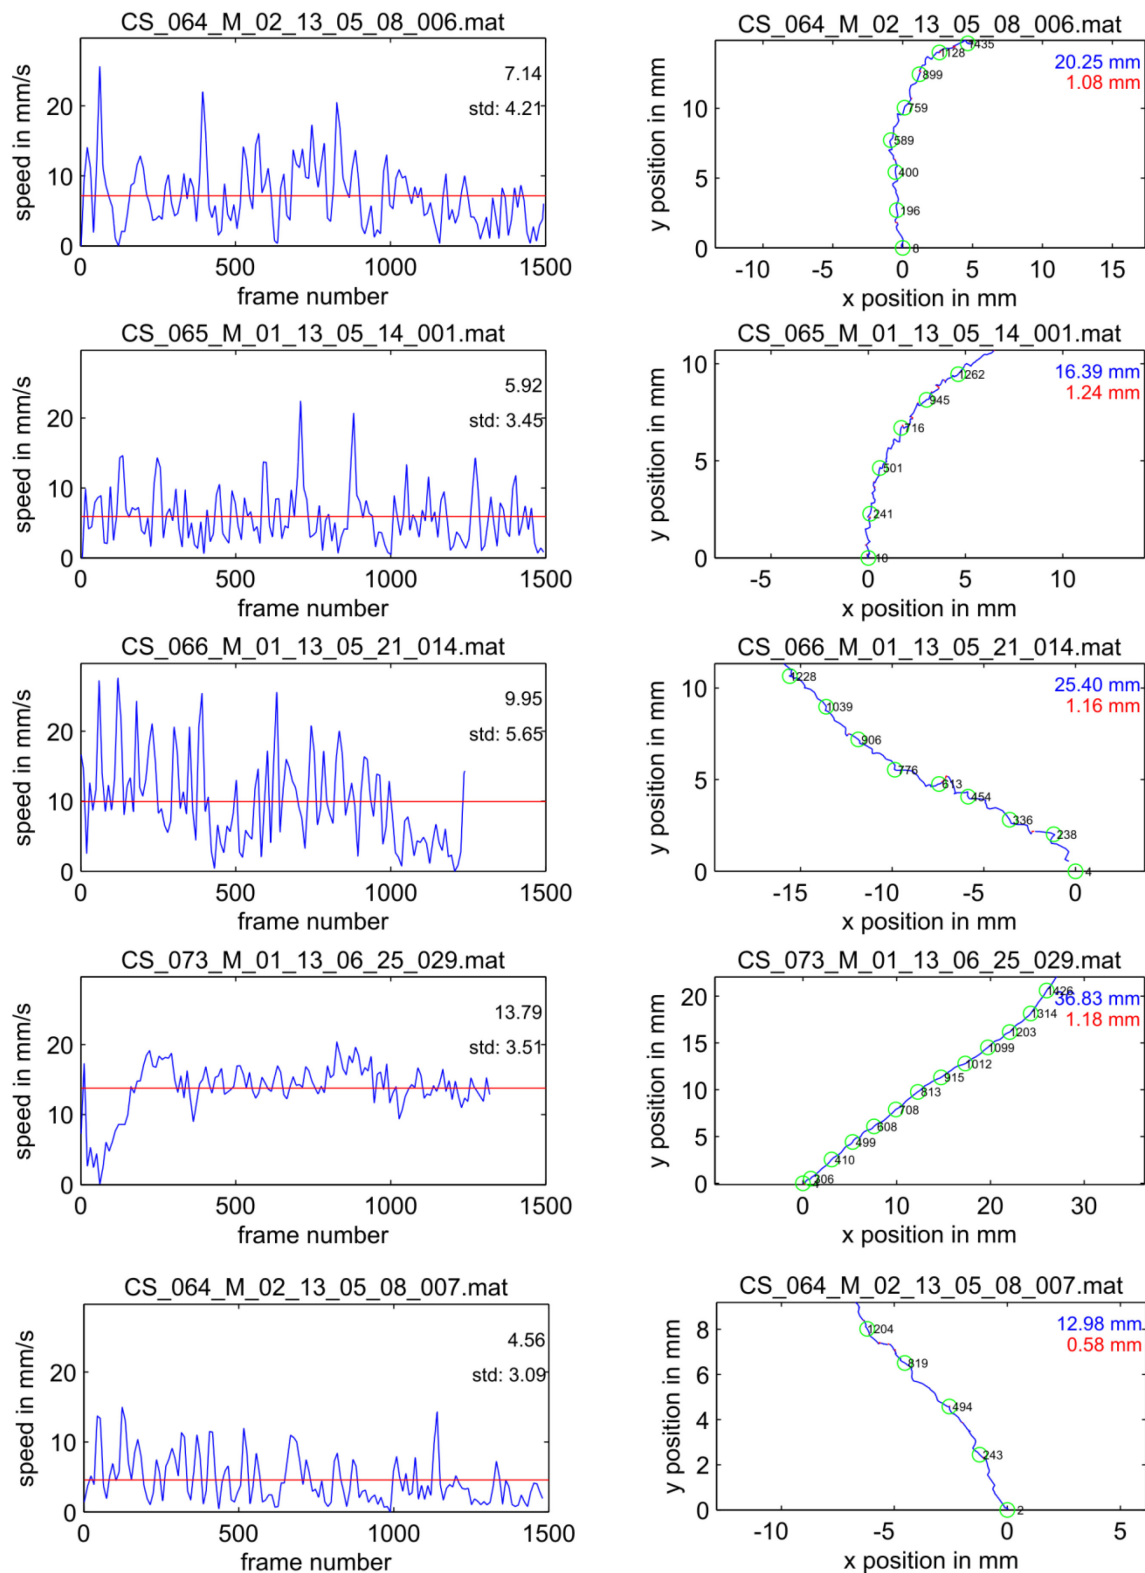 CS_064_M_02_13_05_08_006.mat
speed in mm/s
20
10
0
7.14
std: 4.21
0 500 1000 1500
frame number
CS_064_M_02_13_05_08_006.mat
y position in mm
10
5
0
20.25 mm
1.08 mm
1435
1128
899
759
589
400
196
8
-10 -5 0 5 10 15
x position in mm
CS_065_M_01_13_05_14_001.mat
speed in mm/s
20
10
0
5.92
std: 3.45
0 500 1000 1500
frame number
CS_065_M_01_13_05_14_001.mat
y position in mm
10
5
0
16.39 mm
1.24 mm
1262
945
716
501
241
10
-5 0 5 10
x position in mm
CS_066_M_01_13_05_21_014.mat
speed in mm/s
20
10
0
9.95
std: 5.65
0 500 1000 1500
frame number
CS_066_M_01_13_05_21_014.mat
y position in mm
10
5
0
25.40 mm
1.16 mm
1228
1039
906
776
613
454
336
238
4
-15 -10 -5 0
x position in mm
CS_073_M_01_13_06_25_029.mat
speed in mm/s
20
10
0
13.79
std: 3.51
0 500 1000 1500
frame number
CS_073_M_01_13_06_25_029.mat
y position in mm
20
15
10
5
0
36.83 mm
1.18 mm
1426
1314
1203
1099
1012
915
813
708
608
499
410
206
0 10 20 30
x position in mm
CS_064_M_02_13_05_08_007.mat
speed in mm/s
20
10
0
4.56
std: 3.09
0 500 1000 1500
frame number
CS_064_M_02_13_05_08_007.mat
y position in mm
8
6
4
2
0
12.98 mm
0.58 mm
1204
819
494
243
2
-10 -5 0 5
x position in mm